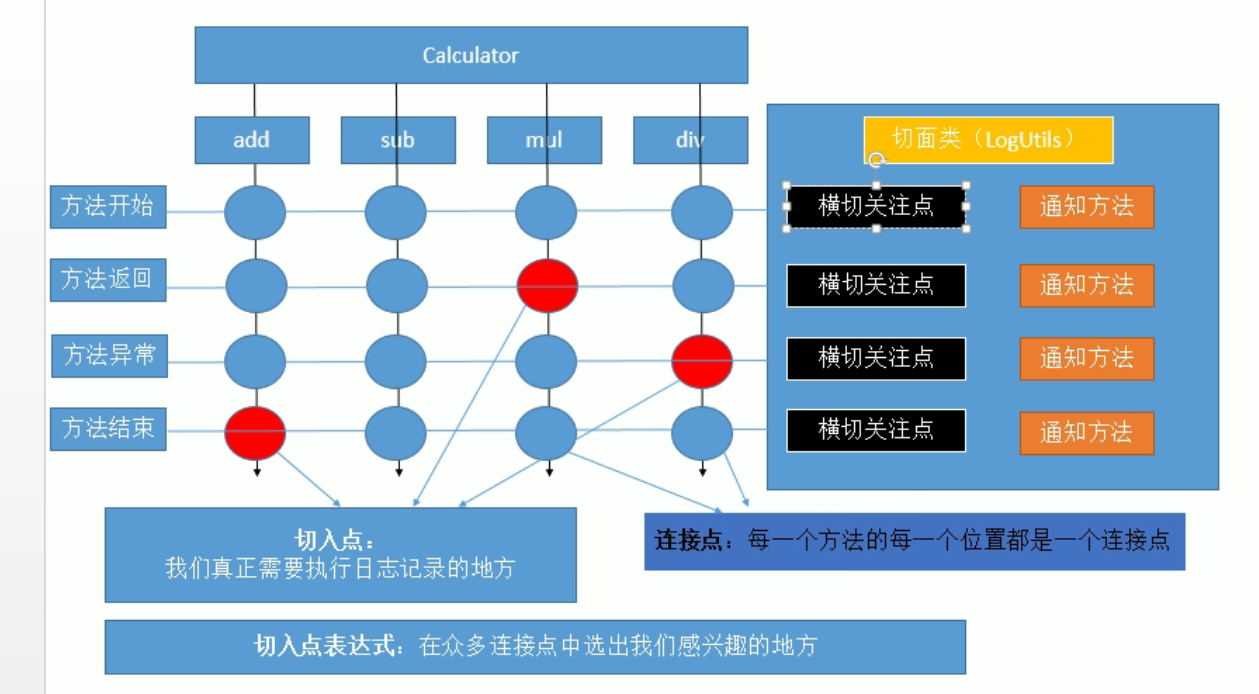 Calculator
add
sub
mul
div
切面类（LogUtils）
方法开始
横切关注点
通知方法
方法返回
横切关注点
通知方法
方法异常
横切关注点
通知方法
方法结束
横切关注点
通知方法
切入点：
我们真正需要执行日志记录的地方
连接点：每一个方法的每一个位置都是一个连接点
切入点表达式：在众多连接点中选出我们感兴趣的地方